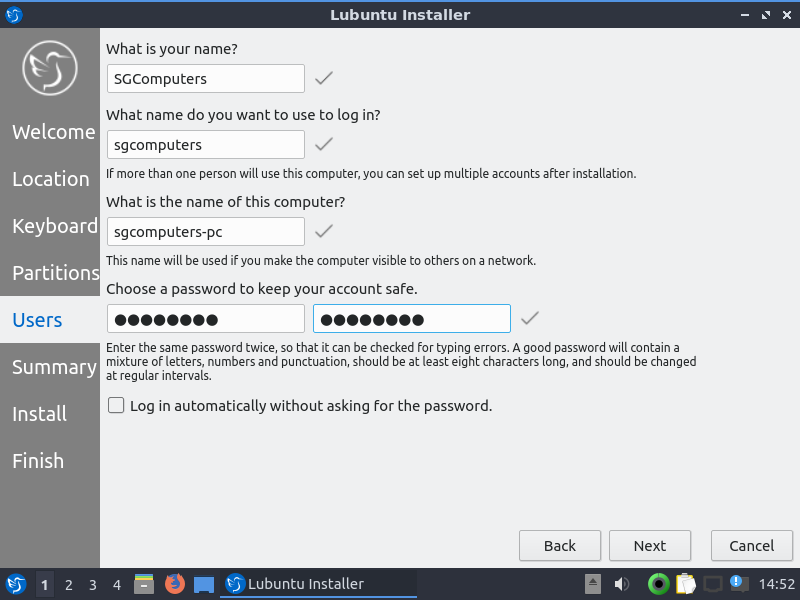 Lubuntu Installer
Welcome
Location
Keyboard
Partitions
Users
Summary
Install
Finish
What is your name?
SGComputers
What name do you want to use to log in?
sgcomputers
If more than one person will use this computer, you can set up multiple accounts after installation.
What is the name of this computer?
sgcomputers-pc
This name will be used if you make the computer visible to others on a network.
Choose a password to keep your account safe.
●●●●●●●● ●●●●●●●●
Enter the same password twice, so that it can be checked for typing errors. A good password will contain a
mixture of letters, numbers and punctuation, should be at least eight characters long, and should be changed
at regular intervals.
Log in automatically without asking for the password.
Back Next Cancel
1 2 3 4 Lubuntu Installer 14:52